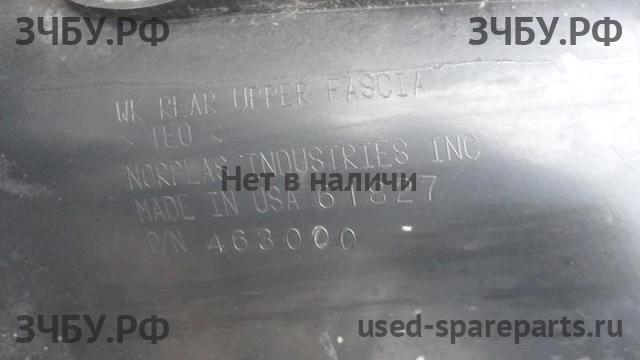 ЗЧБУ.РФ ЗЧБУ.РФ
WK REAR UPPER FASCIA
> TEO <
NORPLAS INDUSTRIES INC
Нет в наличи
MADE IN USA 61827
P/N 463000
ЗЧБУ.РФ used-spareparts.ru